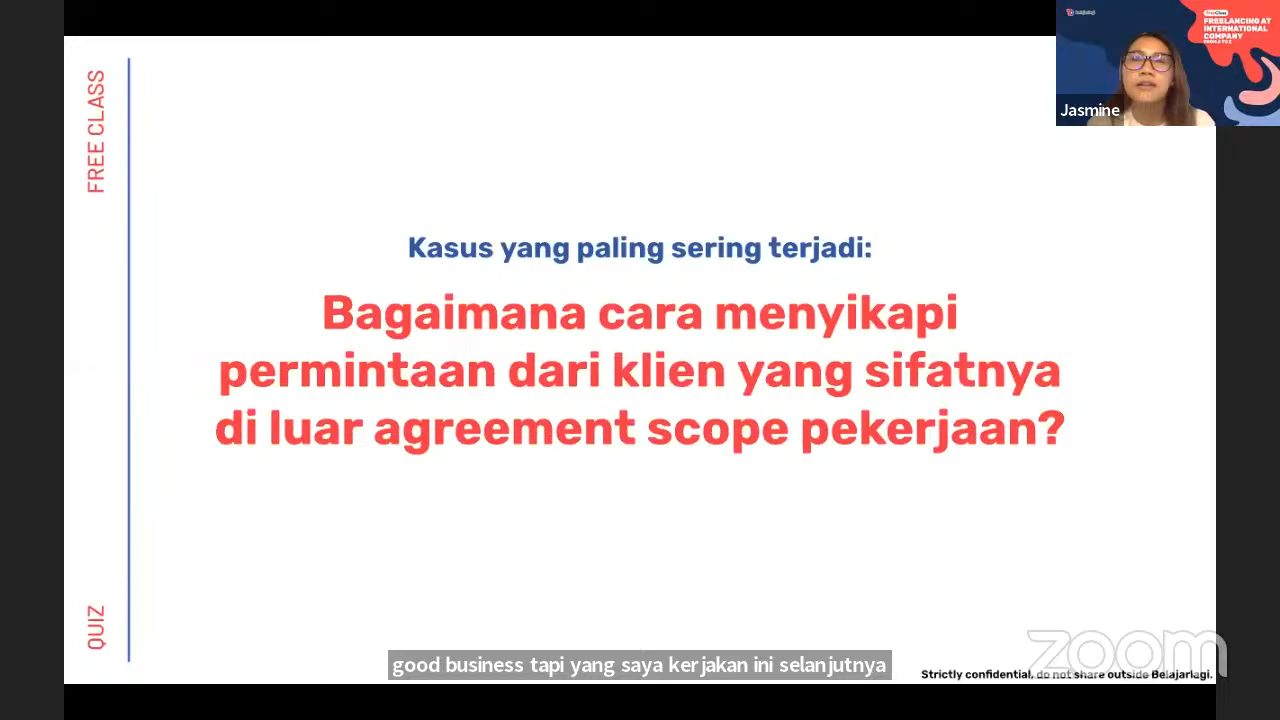 FREE CLASS
Kasus yang paling sering terjadi:
Bagaimana cara menyikapi
permintaan dari klien yang sifatnya
di luar agreement scope pekerjaan?
QUIZ
good business tapi yang saya kerjakan ini selanjutnya
Strictly confidential, do not share outside Belajarlagi.
zoom
FREELANCING AT
INTERNATIONAL
COMPANY
Jasmine